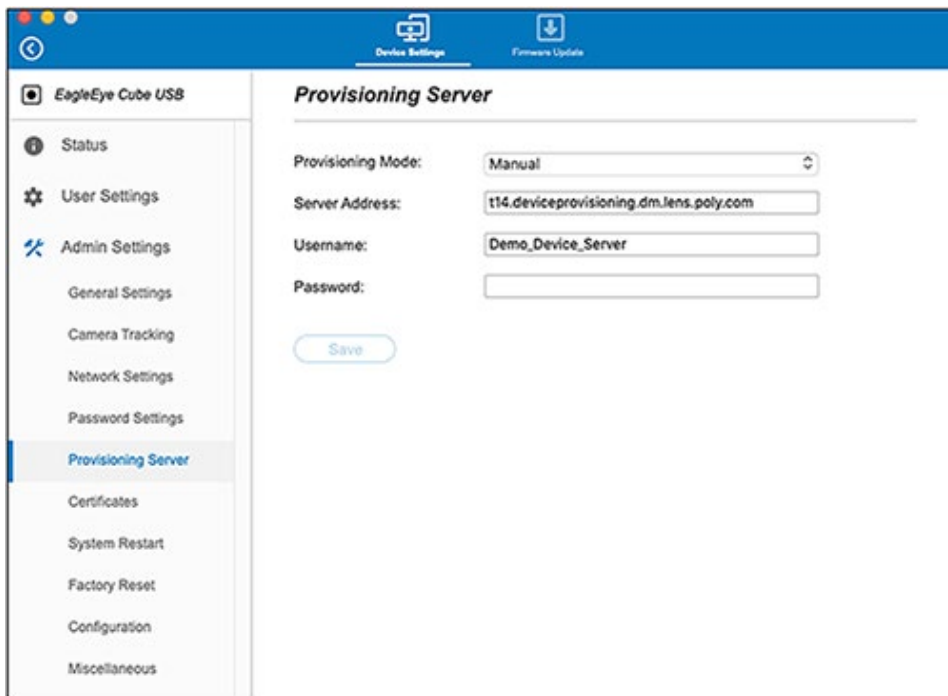 Device Settings
Firmware Update
EagleEye Cube USB
Status
User Settings
Admin Settings
General Settings
Camera Tracking
Network Settings
Password Settings
Provisioning Server
Certificates
System Restart
Factory Reset
Configuration
Miscellaneous
Provisioning Server
Provisioning Mode: Manual
Server Address: t14.deviceprovisioning.dm.lens.poly.com
Username: Demo_Device_Server
Password:
Save